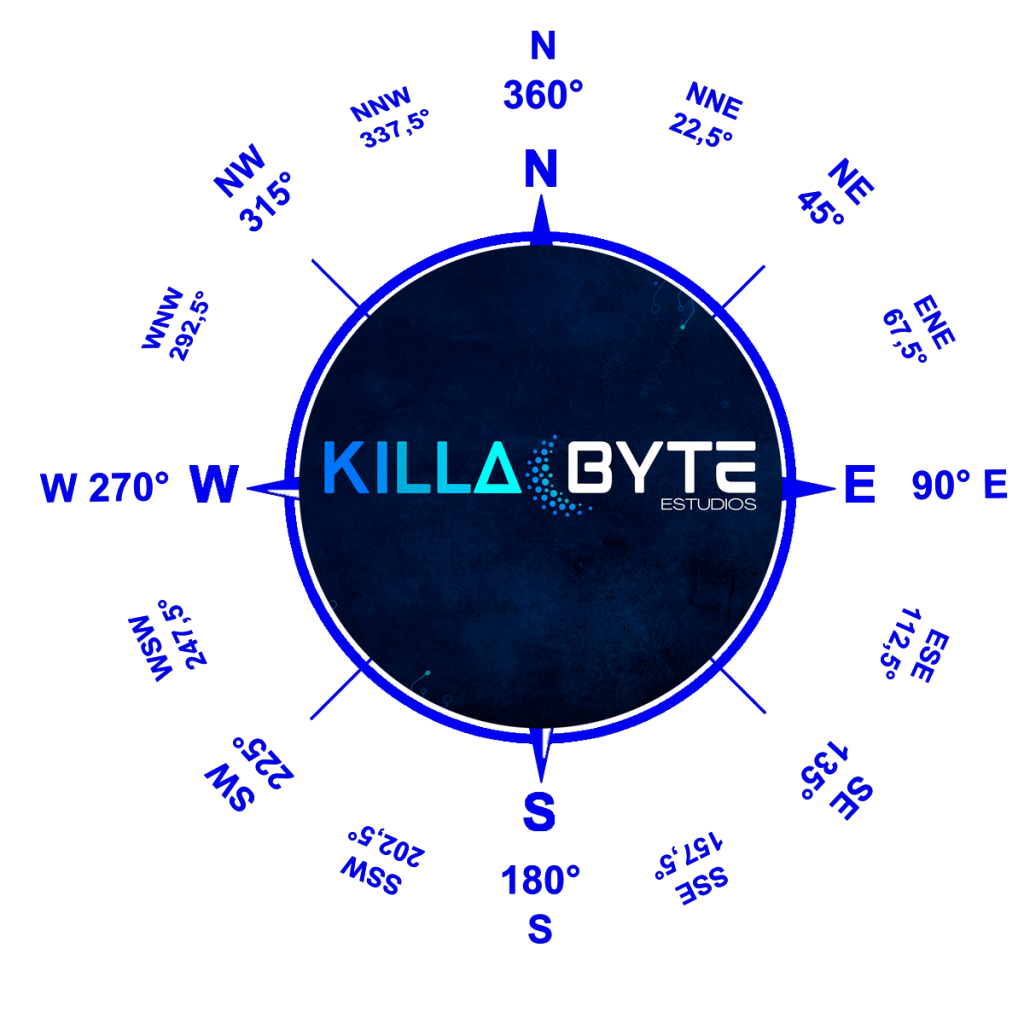 N
360°
NNW
337,5°
NNE
22,5°
NW
315°
N
NE
45°
WNW
292,5°
ENE
67,5°
KILLA BYTE
ESTUDIOS
W 270° W
E 90° E
WSW
247,5°
ESE
112,5°
SW
225°
SE
135°
S
SSW
202,5°
SSE
157,5°
180°
S